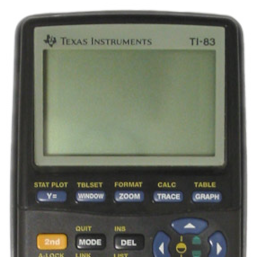 TEXAS INSTRUMENTS TI-83
STAT PLOT TBLSET FORMAT CALC TABLE
Y= WINDOW ZOOM TRACE GRAPH
QUIT INS
2nd MODE DEL
A-LOCK LINK LIST